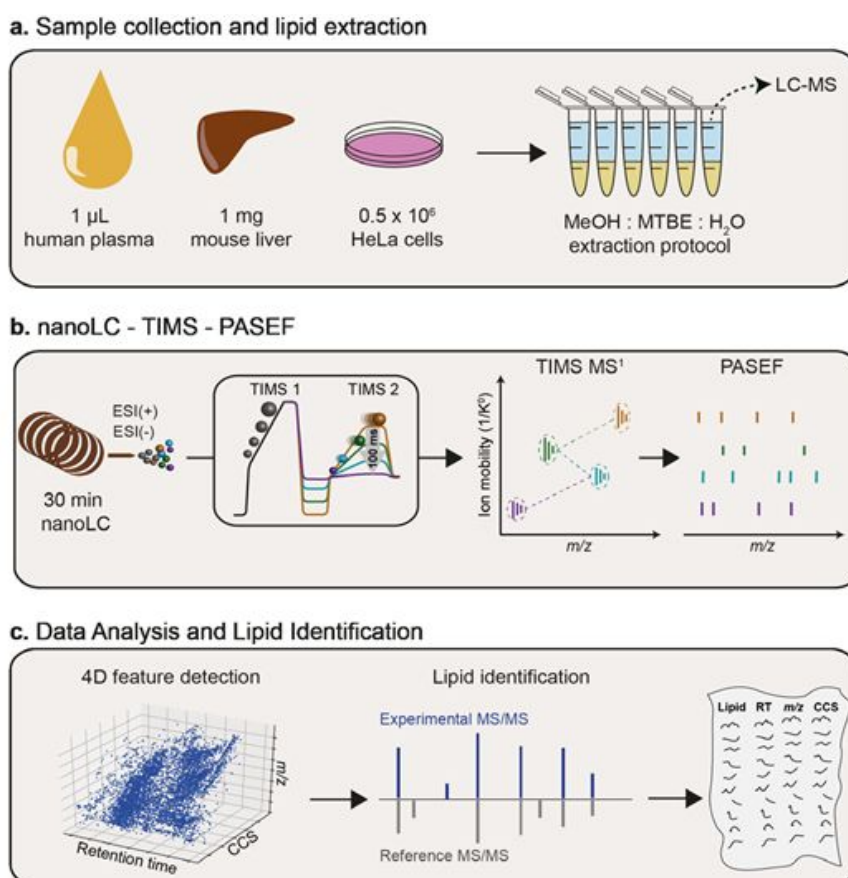 a. Sample collection and lipid extraction
LC-MS
1 µL
human plasma
1 mg
mouse liver
0.5 x 10⁶
HeLa cells
MeOH : MTBE : H₂O
extraction protocol
b. nanoLC - TIMS - PASEF
ESI(+)
ESI(-)
30 min
nanoLC
TIMS 1
TIMS 2
100 ms
TIMS MS¹
Ion mobility (1/K⁰)
m/z
PASEF
m/z
c. Data Analysis and Lipid Identification
4D feature detection
Retention time
CCS
m/z
Lipid identification
Experimental MS/MS
Reference MS/MS
Lipid RT m/z CCS